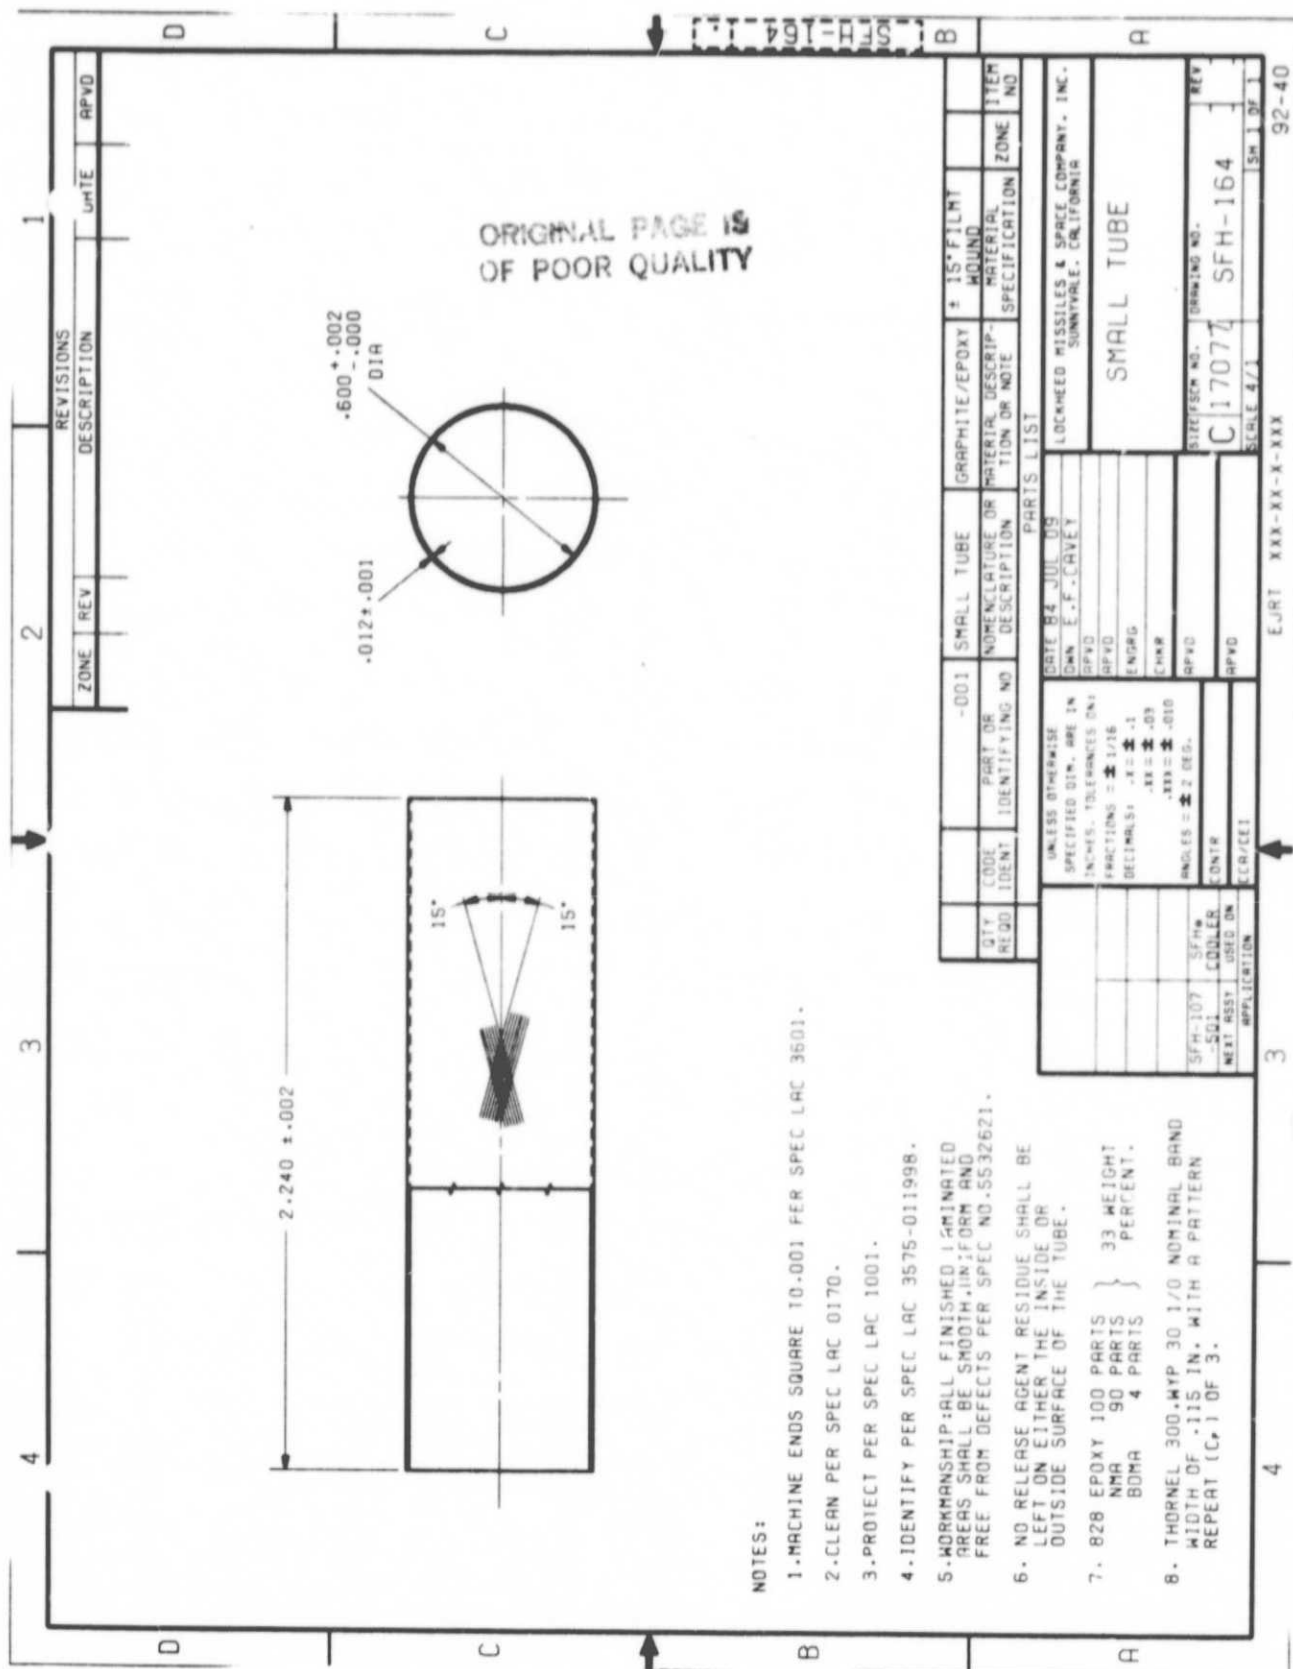 REVISIONS
ZONE REV DESCRIPTION DATE APVD
4 3 2 1
D
C
B
A
SFH-164
2.240 ±.002
15°
15°
.012±.001
.600 +.002 -.000
DIA
ORIGINAL PAGE IS
OF POOR QUALITY
NOTES:
1.MACHINE ENDS SQUARE TO.001 PER SPEC LAC 3601.
2.CLEAN PER SPEC LAC 0170.
3.PROTECT PER SPEC LAC 1001.
4.IDENTIFY PER SPEC LAC 3575-011998.
5.WORKMANSHIP:ALL FINISHED LAMINATED
AREAS SHALL BE SMOOTH,UNIFORM AND
FREE FROM DEFECTS PER SPEC NO.5532621.
6. NO RELEASE AGENT RESIDUE SHALL BE
LEFT ON EITHER THE INSIDE OR
OUTSIDE SURFACE OF THE TUBE.
7. 828 EPOXY 100 PARTS } 33 WEIGHT
NMA 90 PARTS
BDMA 4 PARTS } PERCENT.
8. THORNEL 300,WYP 30 1/0 NOMINAL BAND
WIDTH OF .115 IN. WITH A PATTERN
REPEAT (C, 1 OF 3.
-001 SMALL TUBE GRAPHITE/EPOXY ± 15°FILMT WOUND
QTY REQD
CODE IDENT
PART OR IDENTIFYING NO
NOMENCLATURE OR DESCRIPTION
MATERIAL DESCRIP-TION OR NOTE
MATERIAL SPECIFICATION
ZONE
ITEM NO
PARTS LIST
UNLESS OTHERWISE
SPECIFIED DIM. ARE IN
INCHES. TOLERANCES ON:
FRACTIONS = ± 1/16
DECIMALS: .X = ± .1
.XX = ± .03
.XXX = ± .010
ANGLES = ± 2 DEG.
CONTR
CCA/CEI
DATE 84 JUL 09
DWN E.F.CAVEY
APVD
APVD
ENGRG
CHKR
APVD
APVD
LOCKHEED MISSILES & SPACE COMPANY. INC.
SUNNYVALE. CALIFORNIA
SMALL TUBE
SIZE FSCM NO. DRAWING NO. REV
C 17077 SFH-164
SCALE 4/1 SH 1 OF 1
SFH-107 -501
SFHe COOLER
NEXT ASSY USED ON
APPLICATION
D
C
B
A
4 3
EJRT XXX-XX-X-XXX
92-40